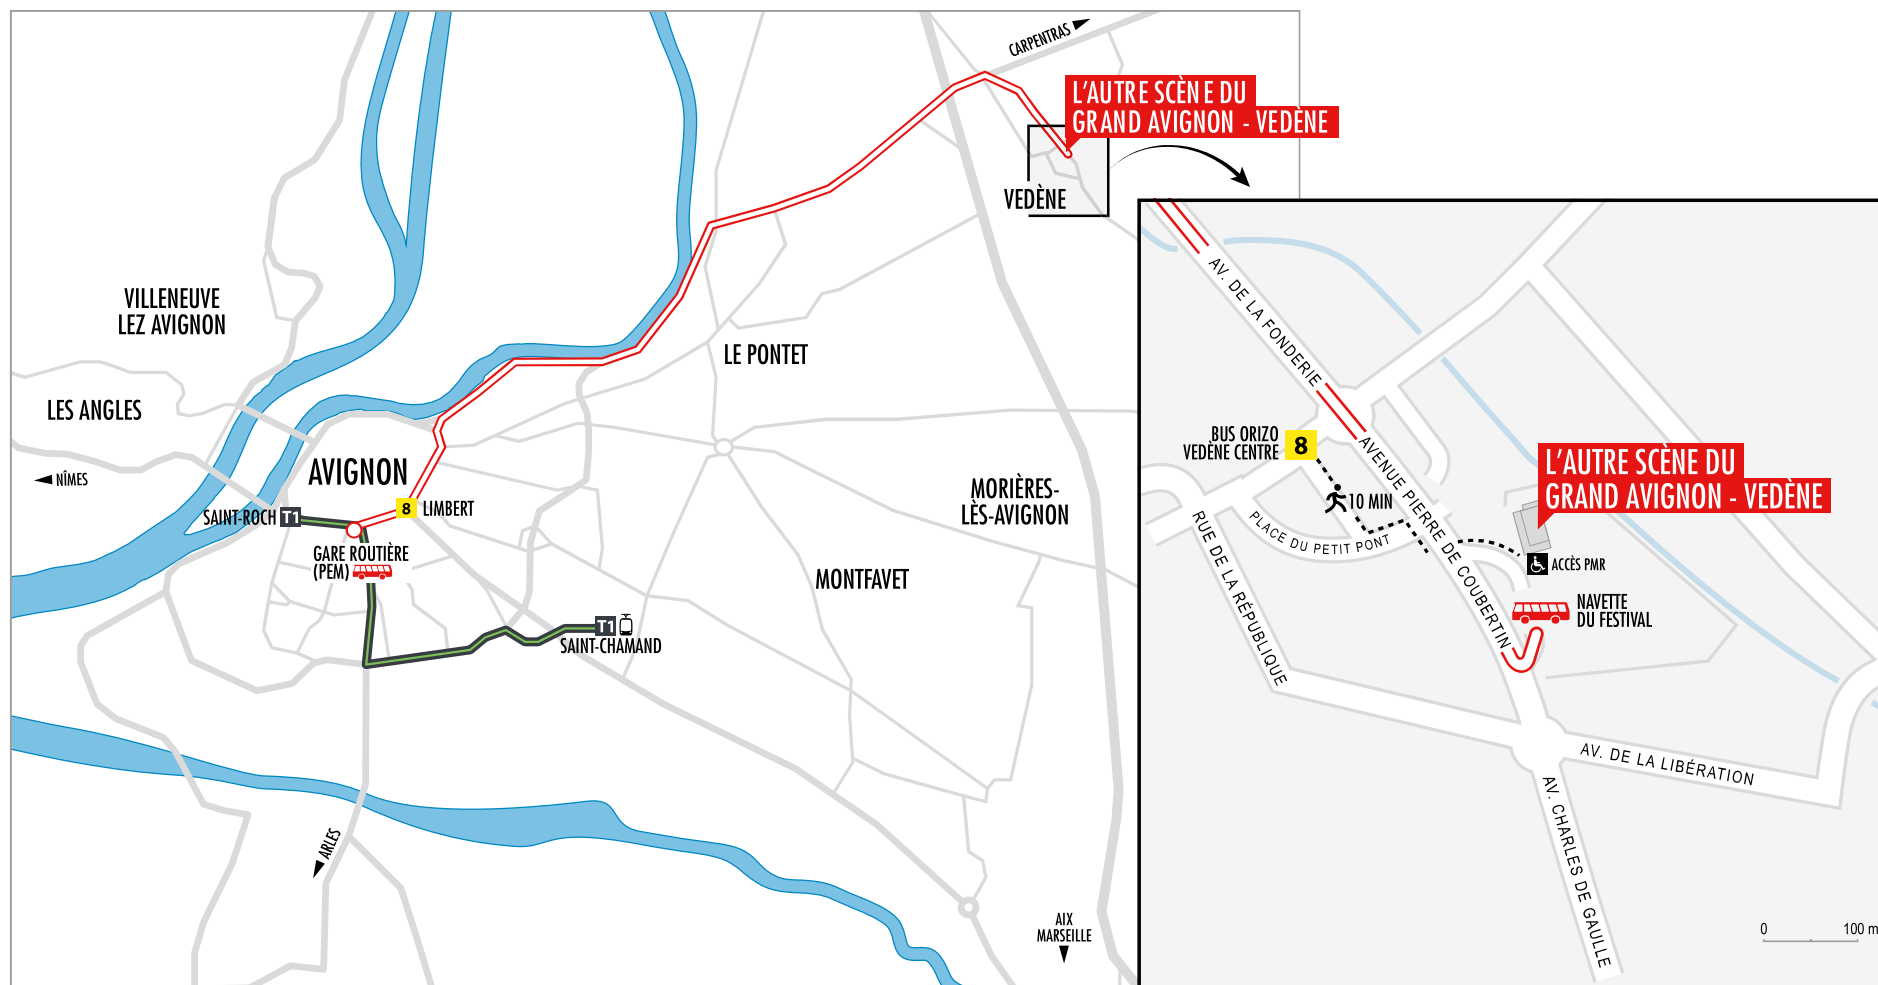 CARPENTRAS
L'AUTRE SCÈNE DU
GRAND AVIGNON - VEDÈNE
VEDÈNE
VILLENEUVE
LEZ AVIGNON
LE PONTET
LES ANGLES
NÎMES
AVIGNON
SAINT-ROCH T1
8 LIMBERT
GARE ROUTIÈRE
(PEM)
MORIÈRES-
LÈS-AVIGNON
MONTFAVET
T1
SAINT-CHAMAND
ARLES
AIX
MARSEILLE
AV. DE LA FONDERIE
BUS ORIZO
VEDÈNE CENTRE
8
10 MIN
AVENUE PIERRE DE COUBERTIN
PLACE DU PETIT PONT
RUE DE LA RÉPUBLIQUE
L'AUTRE SCÈNE DU
GRAND AVIGNON - VEDÈNE
ACCÈS PMR
NAVETTE
DU FESTIVAL
AV. DE LA LIBÉRATION
AV. CHARLES DE GAULLE
0 100 m